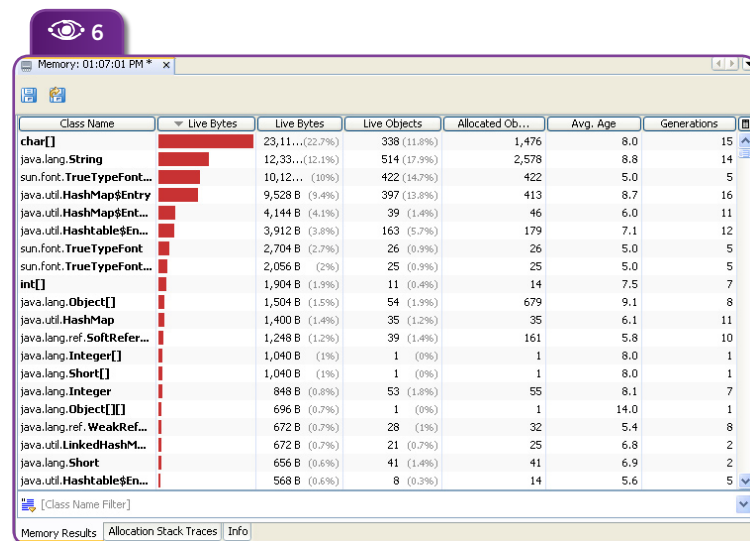 6
Memory: 01:07:01 PM * x
Class Name Live Bytes Live Bytes Live Objects Allocated Ob... Avg. Age Generations
char[] 23,11...(22.7%) 338 (11.8%) 1,476 8.0 15
java.lang.String 12,33...(12.1%) 514 (17.9%) 2,578 8.8 14
sun.font.TrueTypeFont... 10,12... (10%) 422 (14.7%) 422 5.0 5
java.util.HashMap$Entry 9,528 B (9.4%) 397 (13.8%) 413 8.7 16
java.util.HashMap$Ent... 4,144 B (4.1%) 39 (1.4%) 46 6.0 11
java.util.Hashtable$En... 3,912 B (3.8%) 163 (5.7%) 179 7.1 12
sun.font.TrueTypeFont 2,704 B (2.7%) 26 (0.9%) 26 5.0 5
sun.font.TrueTypeFont... 2,056 B (2%) 25 (0.9%) 25 5.0 5
int[] 1,904 B (1.9%) 11 (0.4%) 14 7.5 7
java.lang.Object[] 1,504 B (1.5%) 54 (1.9%) 679 9.1 8
java.util.HashMap 1,400 B (1.4%) 35 (1.2%) 35 6.1 11
java.lang.ref.SoftRefer... 1,248 B (1.2%) 39 (1.4%) 161 5.8 10
java.lang.Integer[] 1,040 B (1%) 1 (0%) 1 8.0 1
java.lang.Short[] 1,040 B (1%) 1 (0%) 1 8.0 1
java.lang.Integer 848 B (0.8%) 53 (1.8%) 55 8.1 7
java.lang.Object[][] 696 B (0.7%) 1 (0%) 1 14.0 1
java.lang.ref.WeakRef... 672 B (0.7%) 28 (1%) 32 5.4 8
java.util.LinkedHashM... 672 B (0.7%) 21 (0.7%) 25 6.8 2
java.lang.Short 656 B (0.6%) 41 (1.4%) 41 6.9 2
java.util.Hashtable$En... 568 B (0.6%) 8 (0.3%) 14 5.6 5
[Class Name Filter]
Memory Results Allocation Stack Traces Info